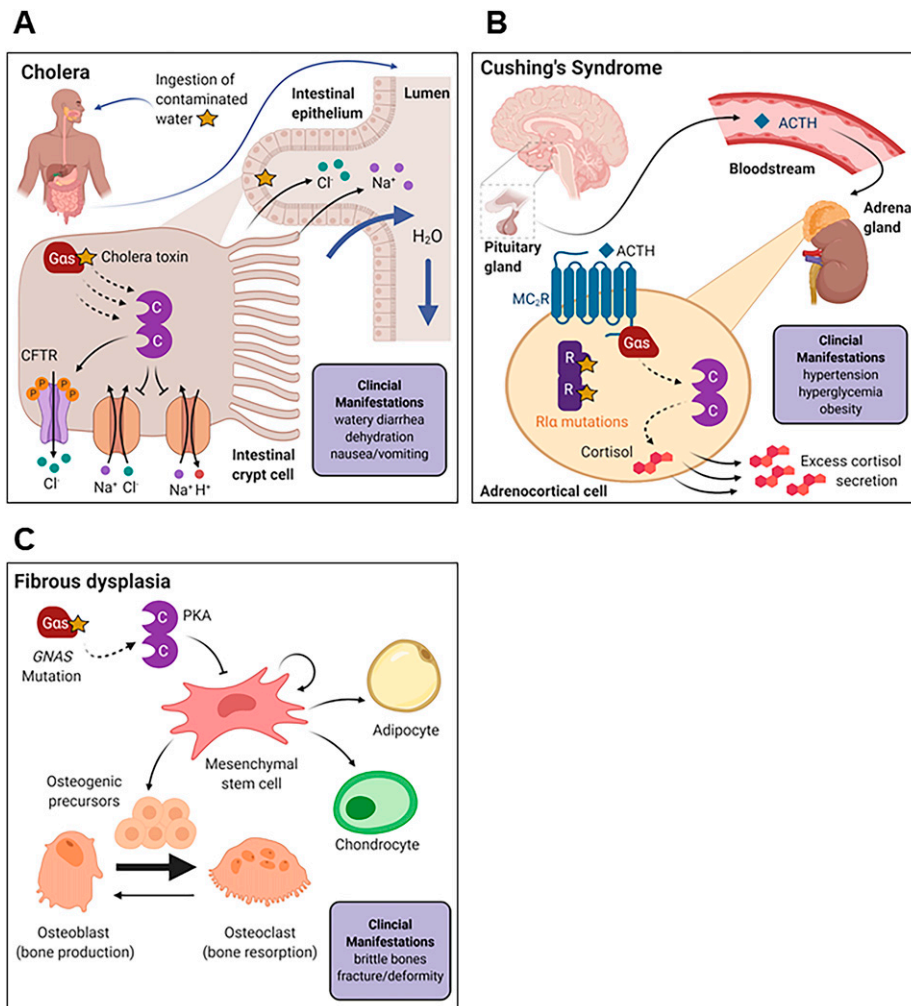 A
Cholera
Ingestion of
contaminated
water
Intestinal
epithelium
Lumen
Cl⁻
Na⁺
H₂O
Gαs
Cholera toxin
C
C
CFTR
P
P
P
P
Cl⁻
Na⁺ Cl⁻
Na⁺ H⁺
Intestinal
crypt cell
Clincial
Manifestations
watery diarrhea
dehydration
nausea/vomiting
B
Cushing's Syndrome
ACTH
Bloodstream
Pituitary
gland
Adrenal
gland
ACTH
MC₂R
Gαs
R
R
RIα mutations
C
C
Cortisol
Adrenocortical cell
Clincial
Manifestations
hypertension
hyperglycemia
obesity
Excess cortisol
secretion
C
Fibrous dysplasia
Gαs
GNAS
Mutation
C
C
PKA
Mesenchymal
stem cell
Adipocyte
Chondrocyte
Osteogenic
precursors
Osteoblast
(bone production)
Osteoclast
(bone resorption)
Clincial
Manifestations
brittle bones
fracture/deformity